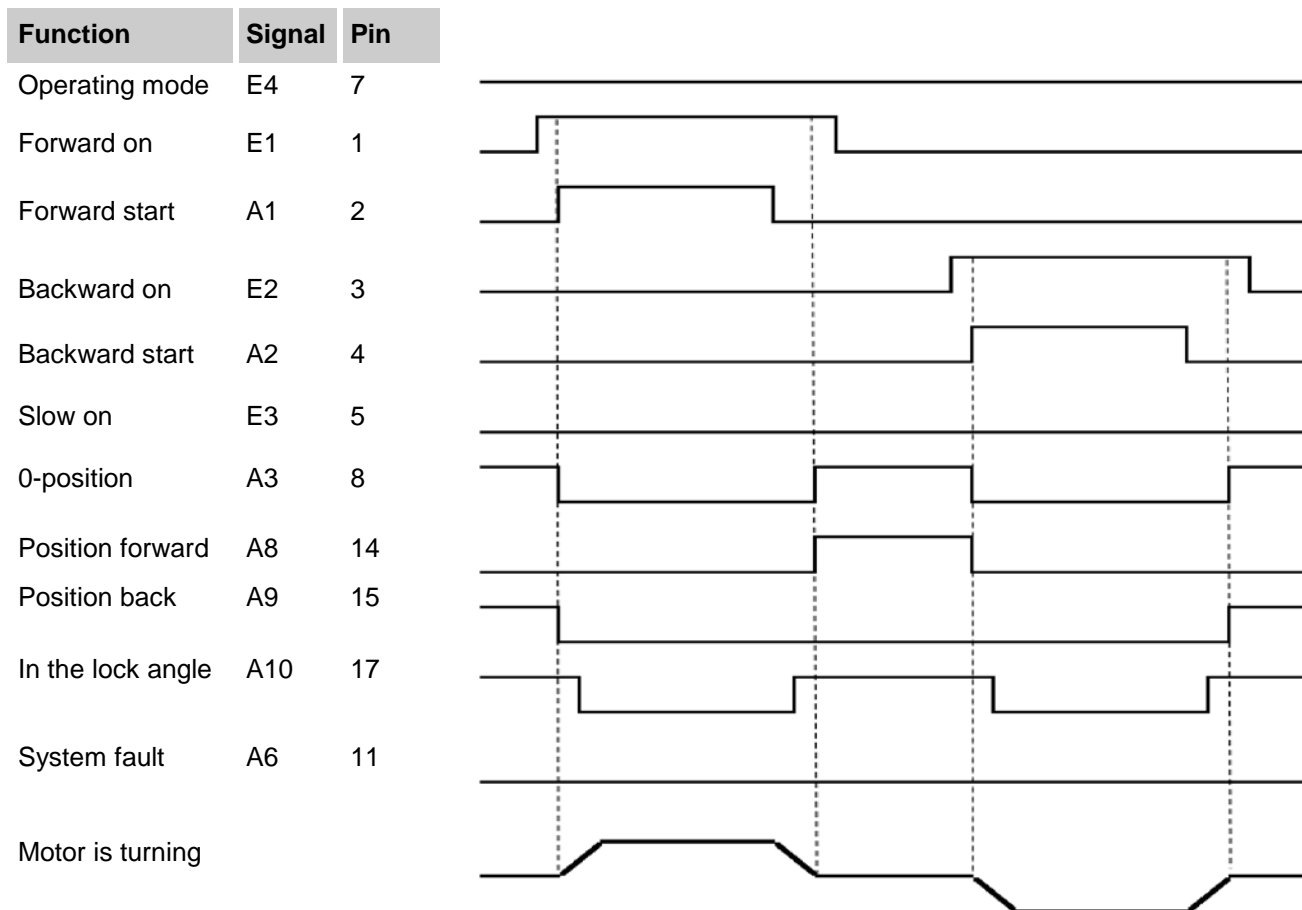 Function Signal Pin
Operating mode E4 7
Forward on E1 1
Forward start A1 2
Backward on E2 3
Backward start A2 4
Slow on E3 5
0-position A3 8
Position forward A8 14
Position back A9 15
In the lock angle A10 17
System fault A6 11
Motor is turning